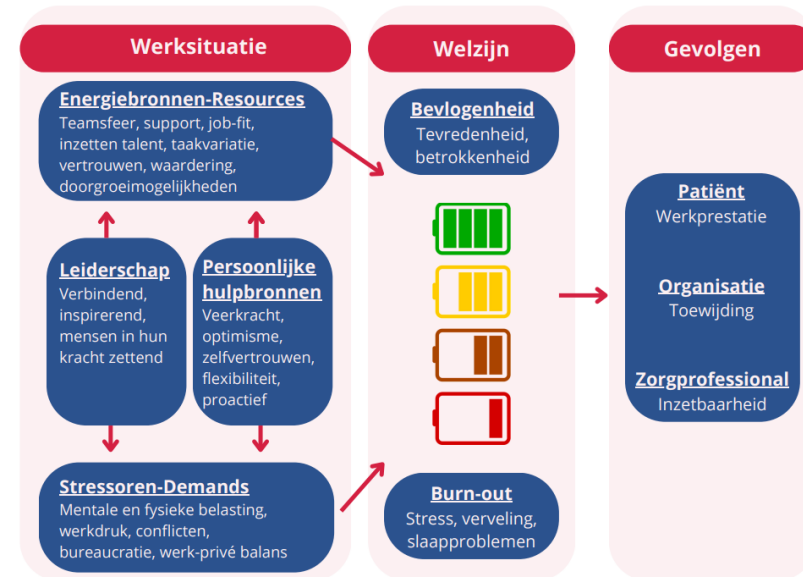 Werksituatie
Energiebronnen-Resources
Teamsfeer, support, job-fit,
inzetten talent, taakvariatie,
vertrouwen, waardering,
doorgroeimogelijkheden
Leiderschap
Verbindend,
inspirerend,
mensen in hun
kracht zettend
Persoonlijke
hulpbronnen
Veerkracht,
optimisme,
zelfvertrouwen,
flexibiliteit,
proactief
Stressoren-Demands
Mentale en fysieke belasting,
werkdruk, conflicten,
bureaucratie, werk-privé balans
Welzijn
Bevlogenheid
Tevredenheid,
betrokkenheid
Burn-out
Stress, verveling,
slaapproblemen
Gevolgen
Patiënt
Werkprestatie
Organisatie
Toewijding
Zorgprofessional
Inzetbaarheid